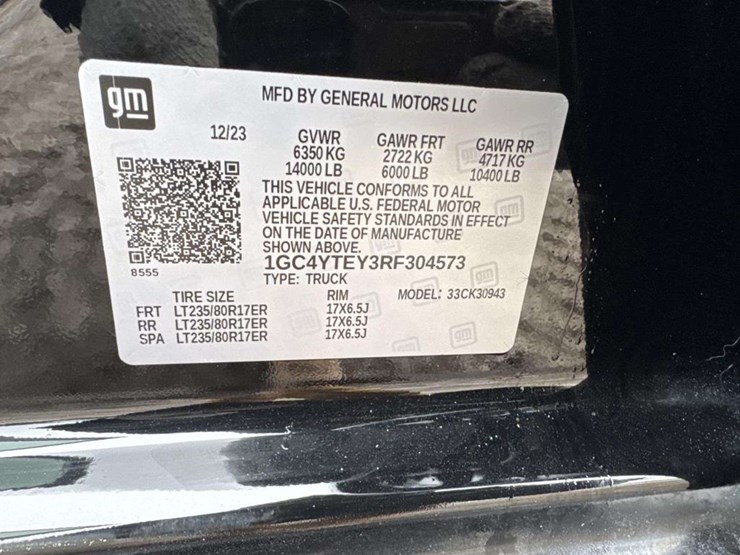 gm
MFD BY GENERAL MOTORS LLC
12/23 GVWR GAWR FRT GAWR RR
6350 KG 2722 KG 4717 KG
14000 LB 6000 LB 10400 LB
THIS VEHICLE CONFORMS TO ALL
APPLICABLE U.S. FEDERAL MOTOR
VEHICLE SAFETY STANDARDS IN EFFECT
ON THE DATE OF MANUFACTURE
SHOWN ABOVE.
8555
1GC4YTEY3RF304573
TYPE: TRUCK
TIRE SIZE RIM MODEL: 33CK30943
FRT LT235/80R17ER 17X6.5J
RR LT235/80R17ER 17X6.5J
SPA LT235/80R17ER 17X6.5J